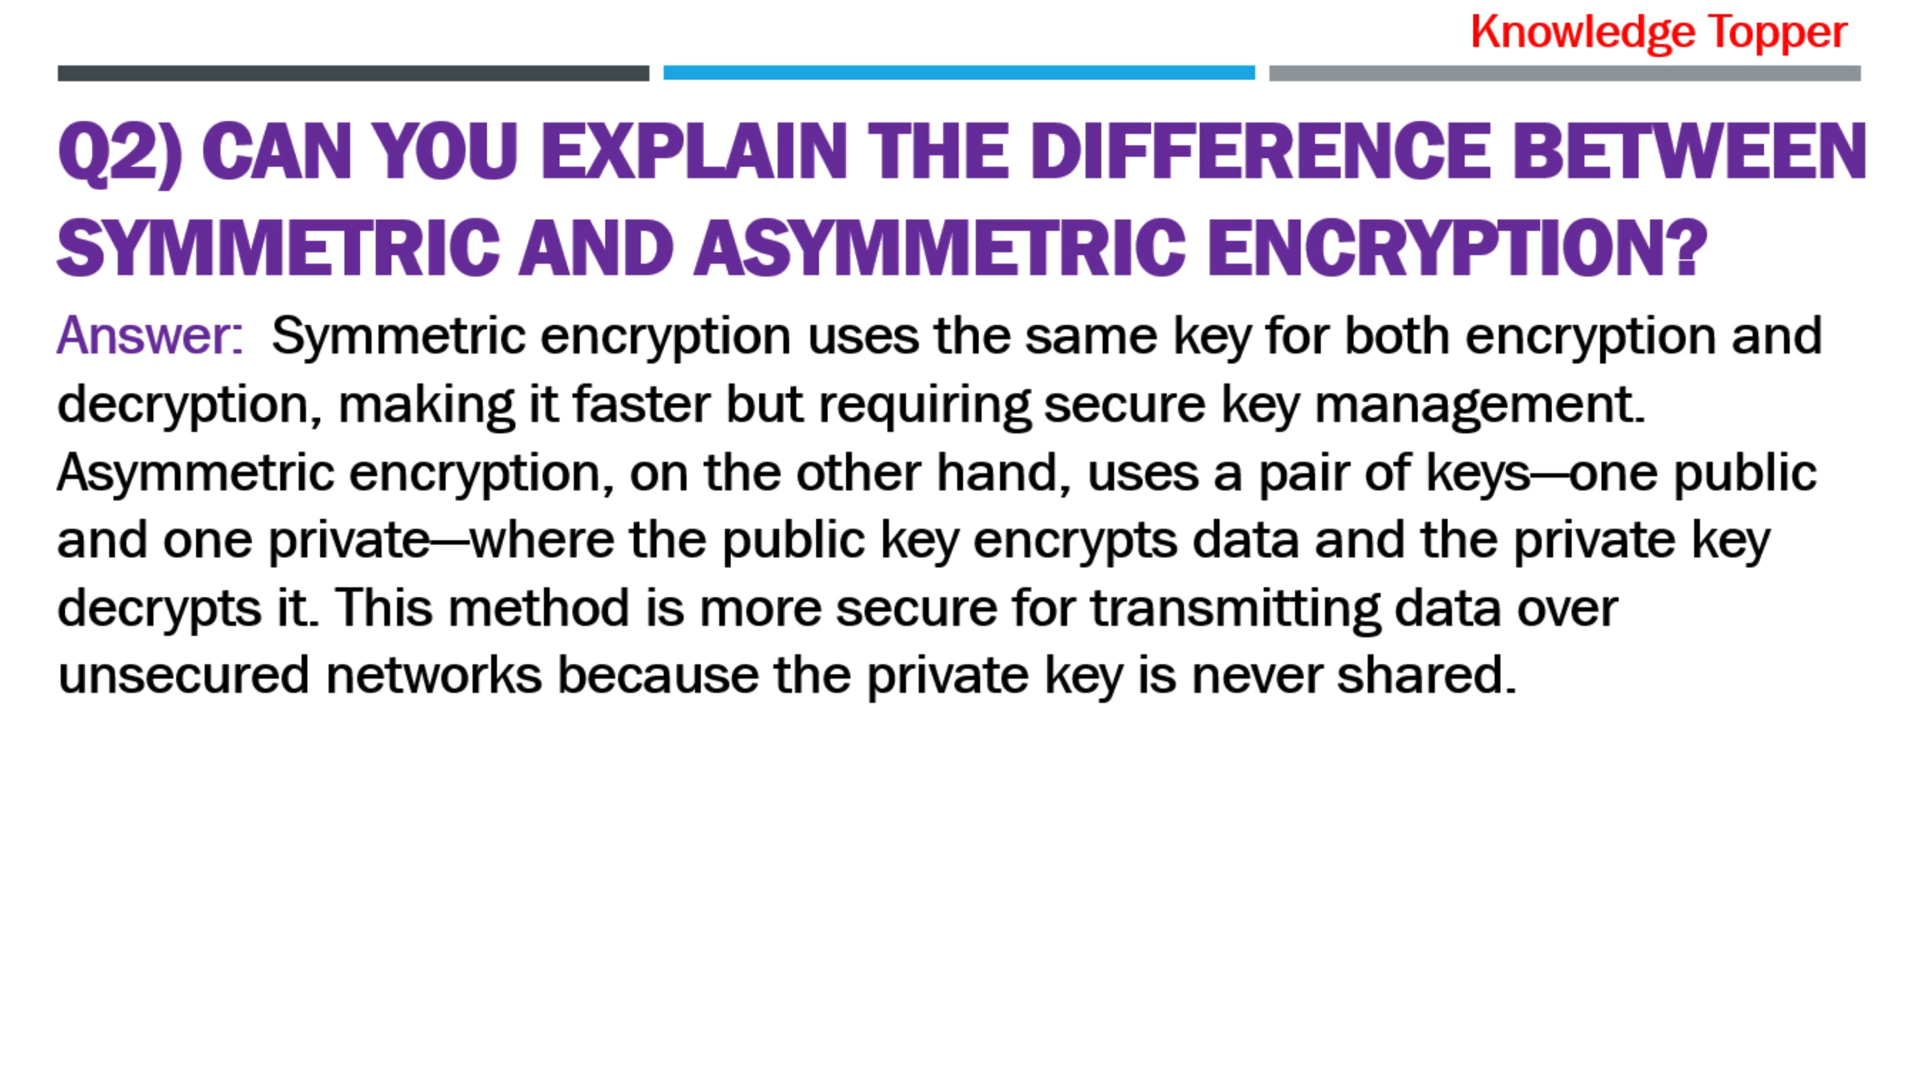 Knowledge Topper
Q2) CAN YOU EXPLAIN THE DIFFERENCE BETWEEN
SYMMETRIC AND ASYMMETRIC ENCRYPTION?
Answer: Symmetric encryption uses the same key for both encryption and
decryption, making it faster but requiring secure key management.
Asymmetric encryption, on the other hand, uses a pair of keys—one public
and one private—where the public key encrypts data and the private key
decrypts it. This method is more secure for transmitting data over
unsecured networks because the private key is never shared.